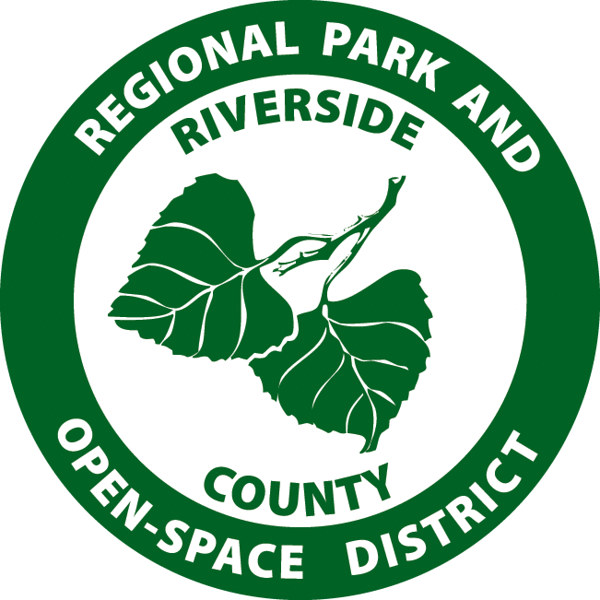 REGIONAL PARK AND
RIVERSIDE
COUNTY
OPEN-SPACE DISTRICT